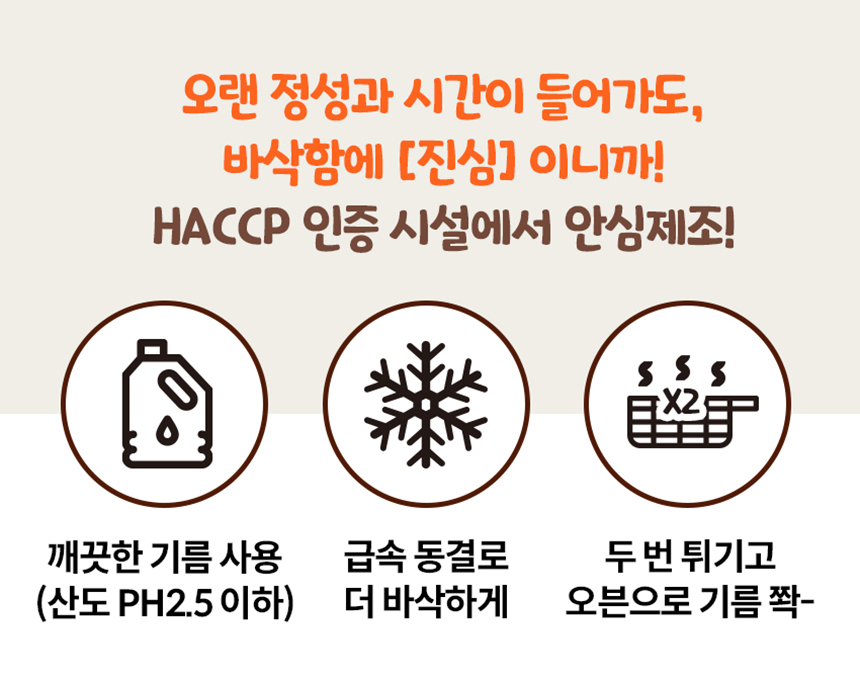 오랜 정성과 시간이 들어가도,
바삭함에 [진심] 이니까!
HACCP 인증 시설에서 안심제조!
X2
깨끗한 기름 사용
(산도 PH2.5 이하)
급속 동결로
더 바삭하게
두 번 튀기고
오븐으로 기름 쫙-